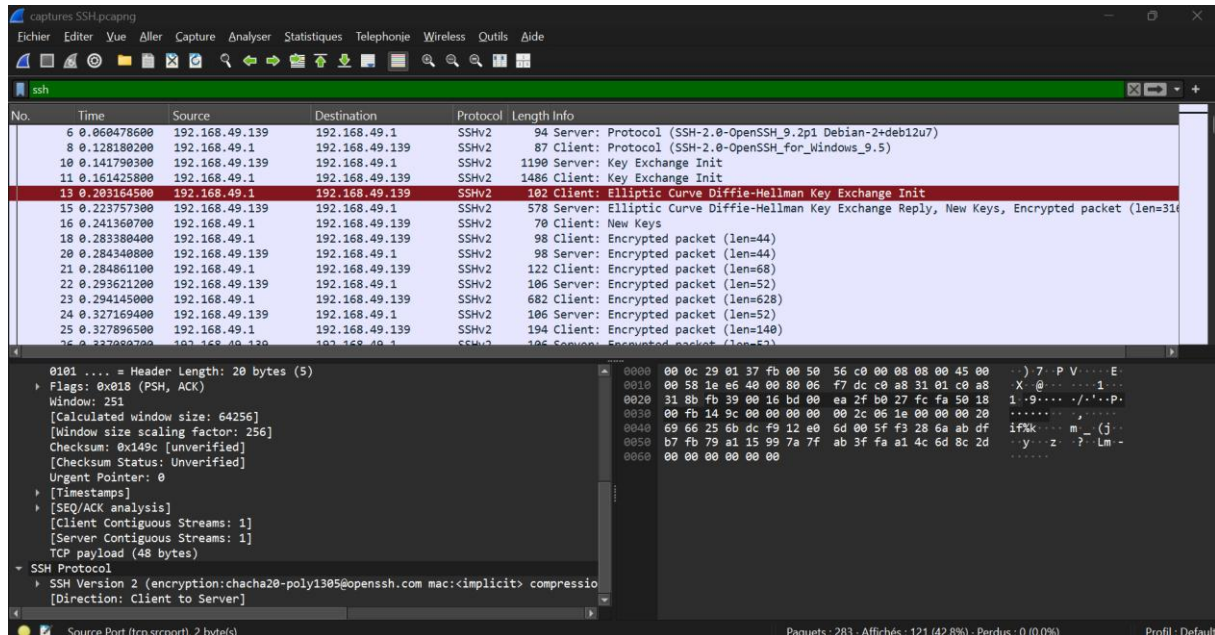 captures SSH.pcapng
Fichier Editer Vue Aller Capture Analyser Statistiques Telephonie Wireless Outils Aide
ssh
No. Time Source Destination Protocol Length Info
6 0.060478600 192.168.49.139 192.168.49.1 SSHv2 94 Server: Protocol (SSH-2.0-OpenSSH_9.2p1 Debian-2+deb12u7)
8 0.128180200 192.168.49.1 192.168.49.139 SSHv2 87 Client: Protocol (SSH-2.0-OpenSSH_for_Windows_9.5)
10 0.141790300 192.168.49.139 192.168.49.1 SSHv2 1190 Server: Key Exchange Init
11 0.161425800 192.168.49.1 192.168.49.139 SSHv2 1486 Client: Key Exchange Init
13 0.203164500 192.168.49.1 192.168.49.139 SSHv2 102 Client: Elliptic Curve Diffie-Hellman Key Exchange Init
15 0.223757300 192.168.49.139 192.168.49.1 SSHv2 578 Server: Elliptic Curve Diffie-Hellman Key Exchange Reply, New Keys, Encrypted packet (len=316
16 0.241360700 192.168.49.1 192.168.49.139 SSHv2 70 Client: New Keys
18 0.283380400 192.168.49.1 192.168.49.139 SSHv2 98 Client: Encrypted packet (len=44)
20 0.284340800 192.168.49.139 192.168.49.1 SSHv2 98 Server: Encrypted packet (len=44)
21 0.284861100 192.168.49.1 192.168.49.139 SSHv2 122 Client: Encrypted packet (len=68)
22 0.293621200 192.168.49.139 192.168.49.1 SSHv2 106 Server: Encrypted packet (len=52)
23 0.294145000 192.168.49.1 192.168.49.139 SSHv2 682 Client: Encrypted packet (len=628)
24 0.327169400 192.168.49.139 192.168.49.1 SSHv2 106 Server: Encrypted packet (len=52)
25 0.327896500 192.168.49.1 192.168.49.139 SSHv2 194 Client: Encrypted packet (len=140)
26 0.337080700 192.168.49.139 192.168.49.1 SSHv2 106 Server: Encrypted packet (len=52)
0101 .... = Header Length: 20 bytes (5)
Flags: 0x018 (PSH, ACK)
Window: 251
[Calculated window size: 64256]
[Window size scaling factor: 256]
Checksum: 0x149c [unverified]
[Checksum Status: Unverified]
Urgent Pointer: 0
[Timestamps]
[SEQ/ACK analysis]
[Client Contiguous Streams: 1]
[Server Contiguous Streams: 1]
TCP payload (48 bytes)
SSH Protocol
SSH Version 2 (encryption:chacha20-poly1305@openssh.com mac:<implicit> compressio
[Direction: Client to Server]
0000 00 0c 29 01 37 fb 00 50 56 c0 00 08 08 00 45 00 ··)·7··P V·····E·
0010 00 58 1e e6 40 00 80 06 f7 dc c0 a8 31 01 c0 a8 ·X··@··· ····1···
0020 31 8b fb 39 00 16 bd 00 ea 2f b0 27 fc fa 50 18 1··9···· ·/·'··P·
0030 00 fb 14 9c 00 00 00 00 00 2c 06 1e 00 00 00 20 ········ ·,·····
0040 69 66 25 6b dc f9 12 e0 6d 00 5f f3 28 6a ab df if%k···· m·_·(j··
0050 b7 fb 79 a1 15 99 7a 7f ab 3f fa a1 4c 6d 8c 2d ··y···z· ·?··Lm·-
0060 00 00 00 00 00 00 ······
Source Port (tcp.srcport), 2 byte(s)
Paquets : 283 · Affichés : 121 (42.8%) · Perdus : 0 (0.0%)
Profil : Default